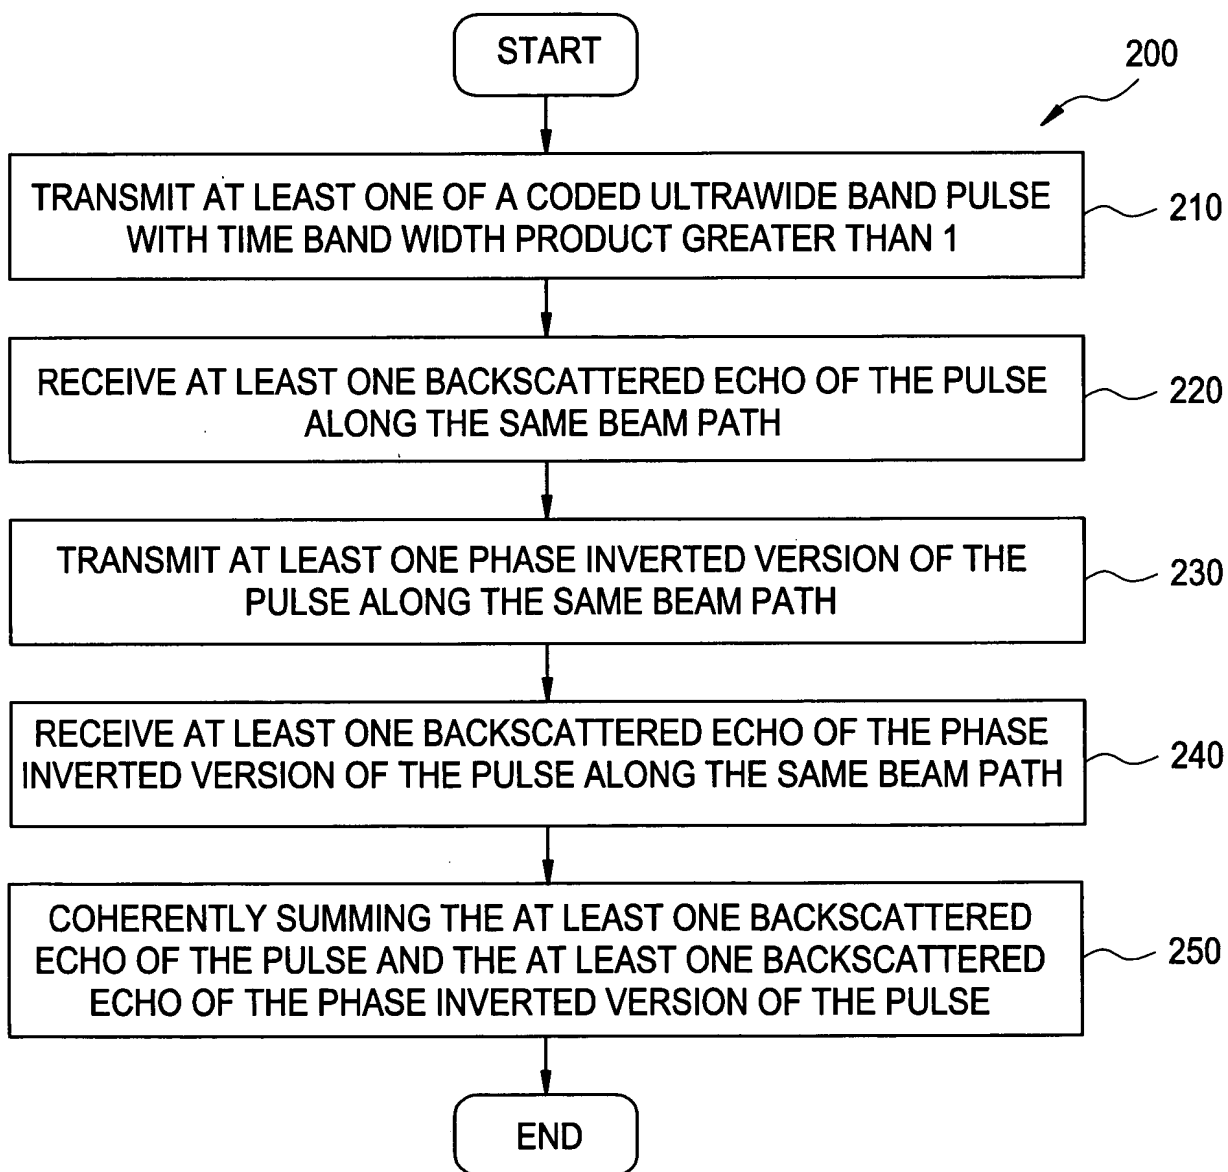 START
200
TRANSMIT AT LEAST ONE OF A CODED ULTRAWIDE BAND PULSE
WITH TIME BAND WIDTH PRODUCT GREATER THAN 1
210
RECEIVE AT LEAST ONE BACKSCATTERED ECHO OF THE PULSE
ALONG THE SAME BEAM PATH
220
TRANSMIT AT LEAST ONE PHASE INVERTED VERSION OF THE
PULSE ALONG THE SAME BEAM PATH
230
RECEIVE AT LEAST ONE BACKSCATTERED ECHO OF THE PHASE
INVERTED VERSION OF THE PULSE ALONG THE SAME BEAM PATH
240
COHERENTLY SUMMING THE AT LEAST ONE BACKSCATTERED
ECHO OF THE PULSE AND THE AT LEAST ONE BACKSCATTERED
ECHO OF THE PHASE INVERTED VERSION OF THE PULSE
250
END